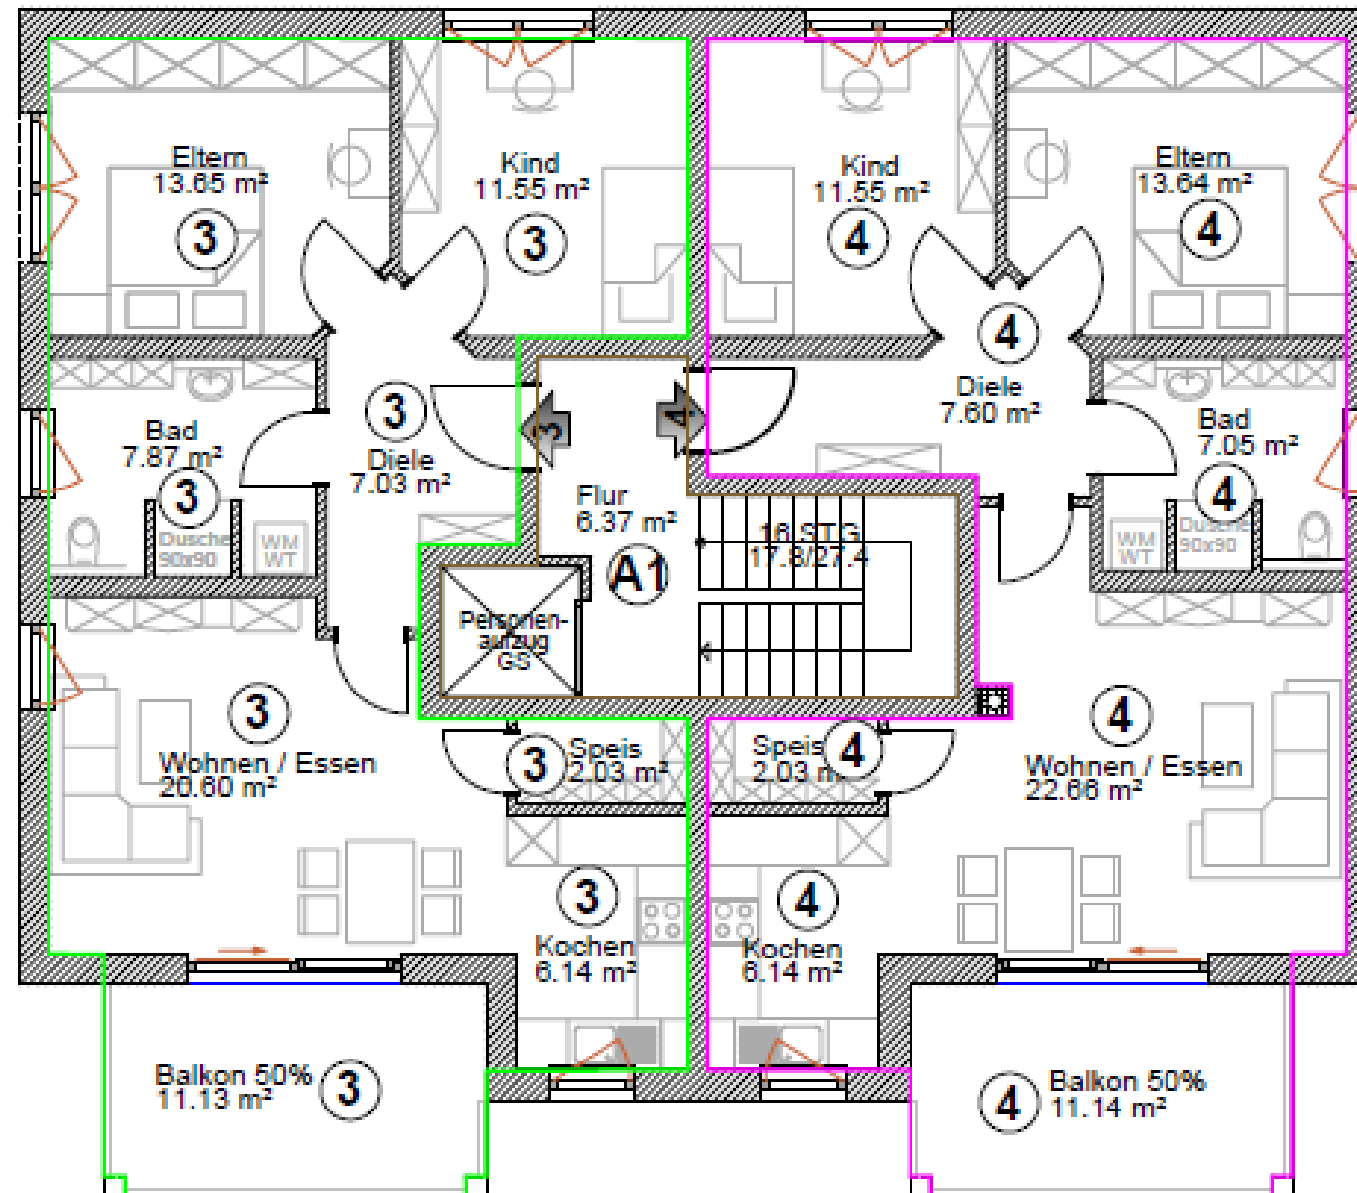 Eltern
13.65 m²
3
Kind
11.55 m²
3
Kind
11.55 m²
4
Eltern
13.64 m²
4
4
Diele
7.60 m²
3
Diele
7.03 m²
3
4
Bad
7.87 m²
3
Bad
7.05 m²
4
Flur
6.37 m²
A1
16 STG
17.8/27.4
Dusche
90x90
WM
WT
WM
WT
Dusche
90x90
Personen-
aufzug
GS
3
Wohnen / Essen
20.60 m²
3
Speis
2.03 m²
Speis
2.03 m²
4
4
Wohnen / Essen
22.66 m²
3
Kochen
6.14 m²
4
Kochen
6.14 m²
Balkon 50%
11.13 m²
3
4
Balkon 50%
11.14 m²